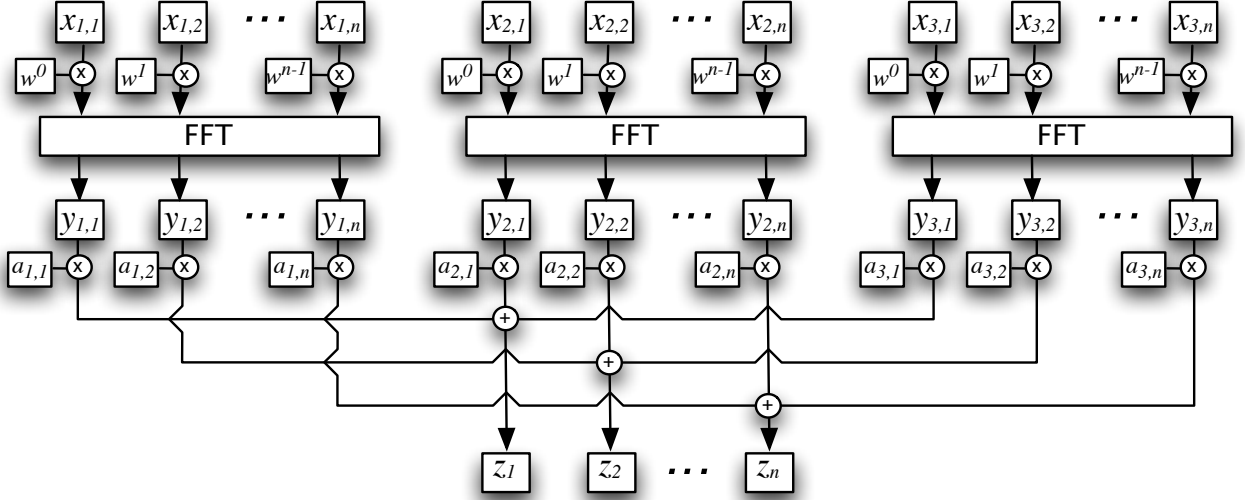 x1,1 x1,2 ... x1,n x2,1 x2,2 ... x2,n x3,1 x3,2 ... x3,n
w0 x w1 x wn-1 x w0 x w1 x wn-1 x w0 x w1 x wn-1 x
FFT FFT FFT
y1,1 y1,2 ... y1,n y2,1 y2,2 ... y2,n y3,1 y3,2 ... y3,n
a1,1 x a1,2 x a1,n x a2,1 x a2,2 x a2,n x a3,1 x a3,2 x a3,n x
+
+
+
z1 z2 ... zn